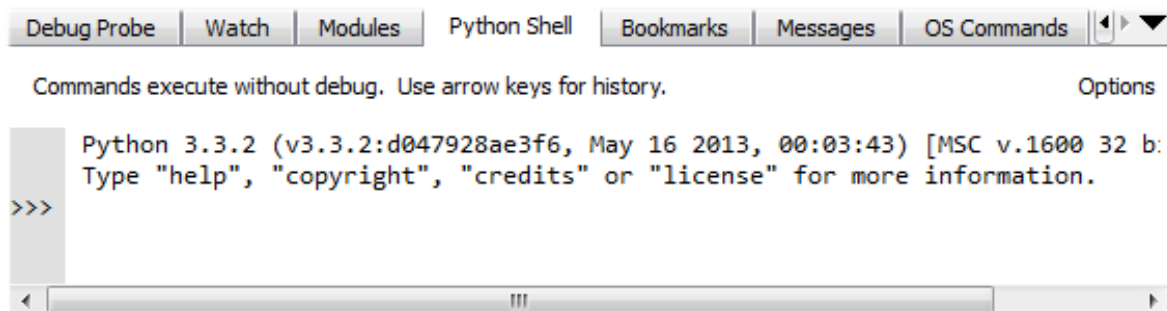 Debug Probe Watch Modules Python Shell Bookmarks Messages OS Commands
Commands execute without debug. Use arrow keys for history. Options
Python 3.3.2 (v3.3.2:d047928ae3f6, May 16 2013, 00:03:43) [MSC v.1600 32 b
Type "help", "copyright", "credits" or "license" for more information.
>>>